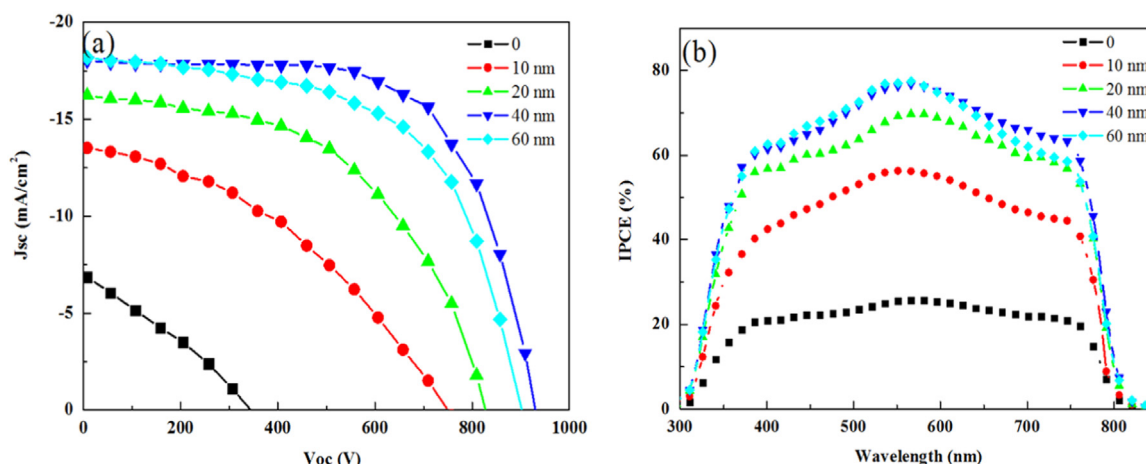 (a)
-20
-15
-10
-5
0
Jsc (mA/cm²)
0
10 nm
20 nm
40 nm
60 nm
0 200 400 600 800 1000
Voc (V)
(b)
80
60
40
20
0
IPCE (%)
0
10 nm
20 nm
40 nm
60 nm
300 400 500 600 700 800
Wavelength (nm)